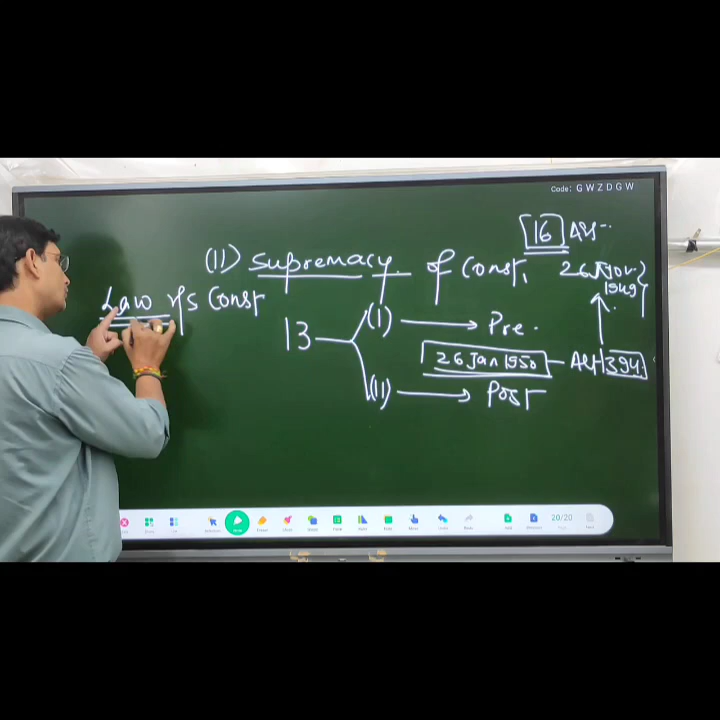 Code: GWZDGW
16 Art..
(II) Supremacy of Const.
26 Nov. 1949
Law v/s Const
13
(I) → Pre.
26 Jan 1950 — Art 394
(II) → Post
20/20